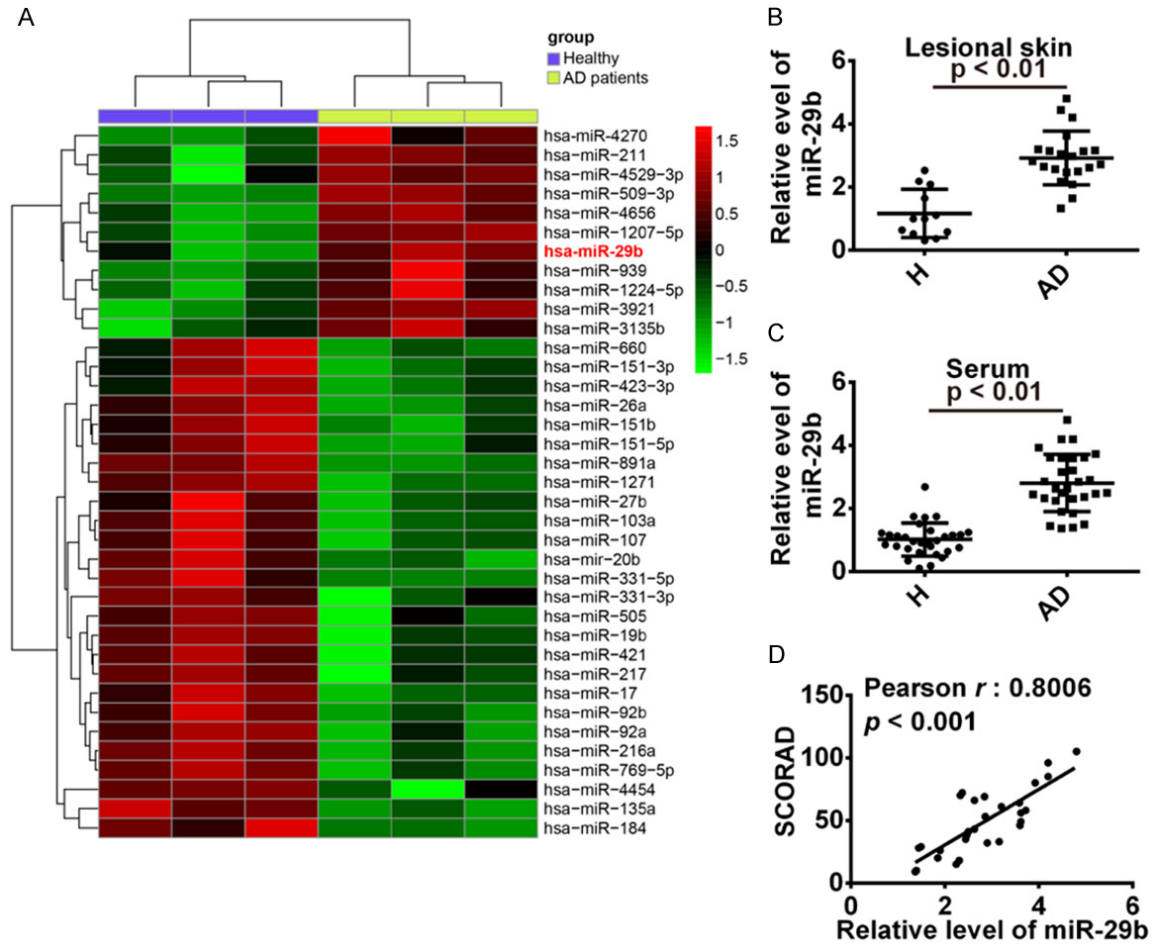 A
group
Healthy
AD patients
hsa-miR-4270
hsa-miR-211
hsa-miR-4529-3p
hsa-miR-509-3p
hsa-miR-4656
hsa-miR-1207-5p
hsa-miR-29b
hsa-miR-939
hsa-miR-1224-5p
hsa-miR-3921
hsa-miR-3135b
hsa-miR-660
hsa-miR-151-3p
hsa-miR-423-3p
hsa-miR-26a
hsa-miR-151b
hsa-miR-151-5p
hsa-miR-891a
hsa-miR-1271
hsa-miR-27b
hsa-miR-103a
hsa-miR-107
hsa-mir-20b
hsa-miR-331-5p
hsa-miR-331-3p
hsa-miR-505
hsa-miR-19b
hsa-miR-421
hsa-miR-217
hsa-miR-17
hsa-miR-92b
hsa-miR-92a
hsa-miR-216a
hsa-miR-769-5p
hsa-miR-4454
hsa-miR-135a
hsa-miR-184
1.5
1
0.5
0
-0.5
-1
-1.5
B
Lesional skin
p < 0.01
Relative evel of
miR-29b
6
4
2
0
H
AD
C
Serum
p < 0.01
Relative evel of
miR-29b
6
4
2
0
H
AD
D
Pearson r : 0.8006
p < 0.001
SCORAD
150
100
50
0
0 2 4 6
Relative level of miR-29b